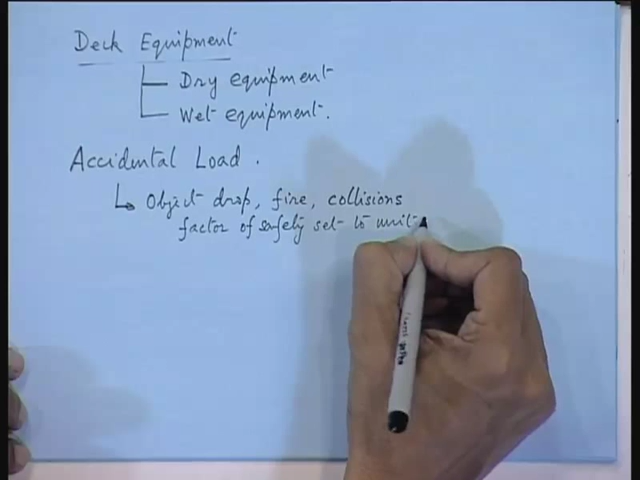 Deck Equipment
Dry equipment
Wet equipment.
Accidental Load.
Object drop, fire, collisions
factor of safety set to unit